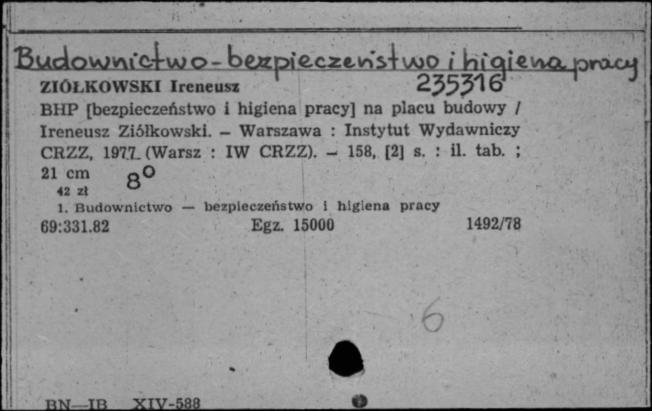 Budownictwo-bezpieczeństwo i higiena pracy
ZIÓŁKOWSKI Ireneusz 235316
BHP [bezpieczeństwo i higiena pracy] na placu budowy /
Ireneusz Ziółkowski. — Warszawa : Instytut Wydawniczy
CRZZ, 1977. (Warsz : IW CRZZ). — 158, [2] s. : il. tab. ;
21 cm 8°
42 zł
1. Budownictwo — bezpieczeństwo i higiena pracy
69:331.82 Egz. 15000 1492/78
6
BN—IB XIV-588